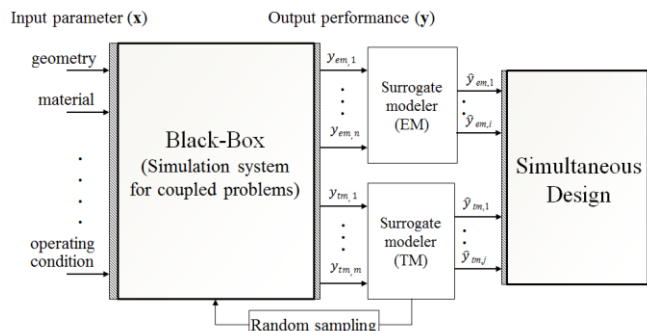 Input parameter (x)
Output performance (y)
geometry
material
operating
condition
Black-Box
(Simulation system
for coupled problems)
y_em,1
y_em,n
y_tm,1
y_tm,m
Surrogate
modeler
(EM)
Surrogate
modeler
(TM)
ŷ_em,1
ŷ_em,i
ŷ_tm,1
ŷ_tm,j
Simultaneous
Design
Random sampling